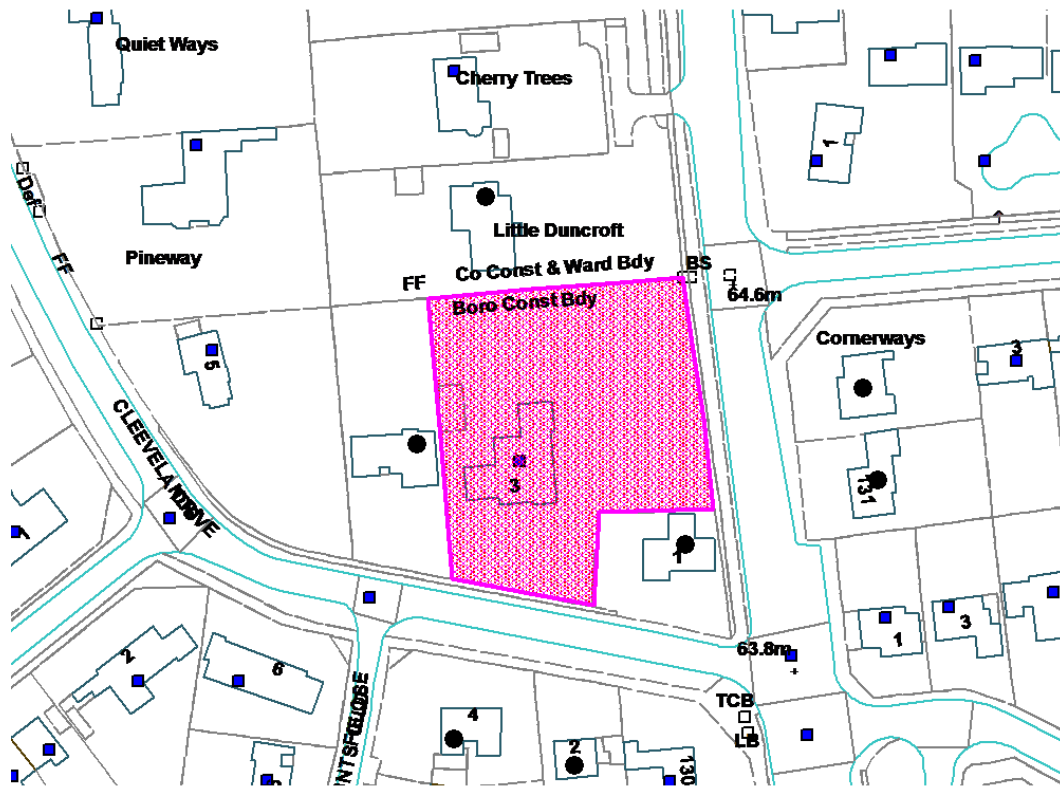 Quiet Ways
Cherry Trees
1
Def
Little Duncroft
FF
Pineway
Co Const & Ward Bdy
BS
FF
Boro Const Bdy
64.6m
Cornerways
3
5
CLEEVELANDS DRIVE
3
131
1
1
3
63.8m
2
6
TCB
4
LB
2
130